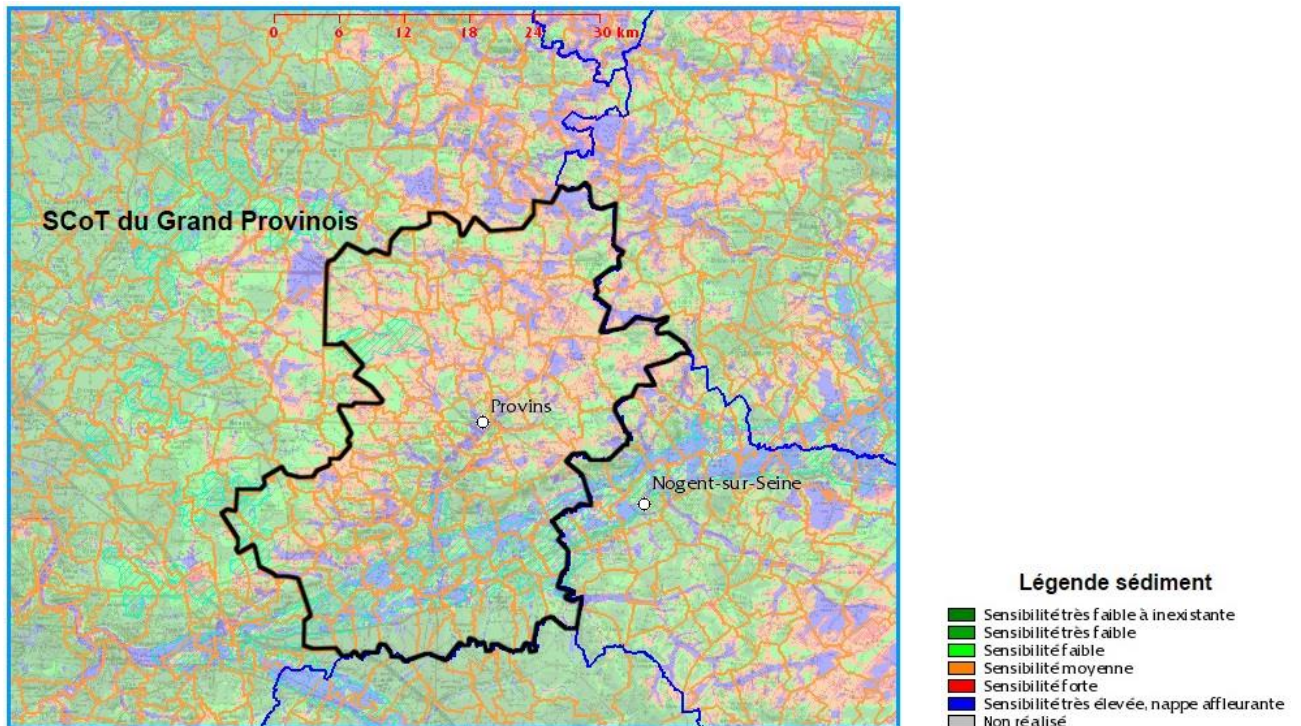 0 6 12 18 24 30 km
SCoT du Grand Provinois
Provins
Nogent-sur-Seine
Légende sédiment
Sensibilité très faible à inexistante
Sensibilité très faible
Sensibilité faible
Sensibilité moyenne
Sensibilité forte
Sensibilité très élevée, nappe affleurante
Non réalisé